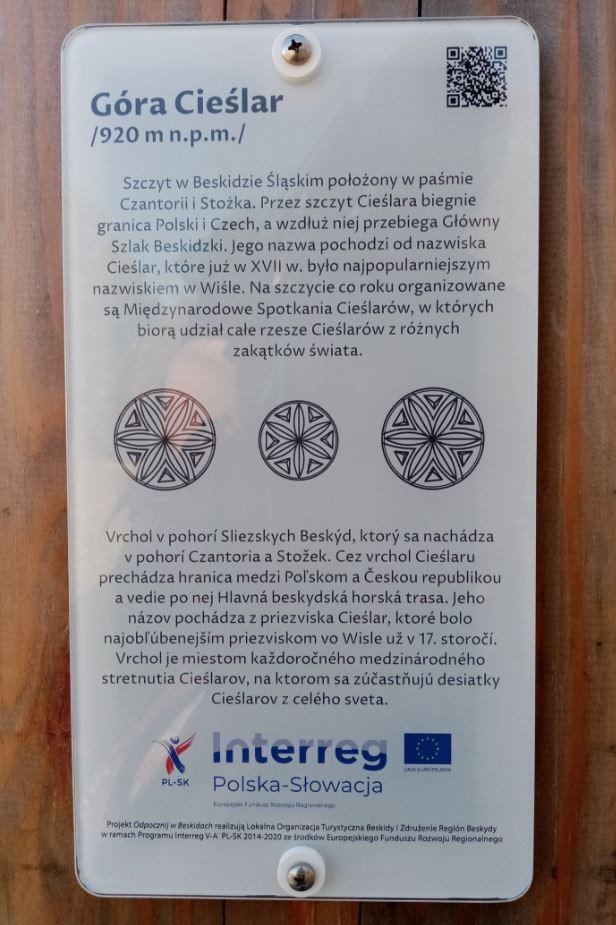 Góra Cieślar
/920 m n.p.m./
Szczyt w Beskidzie Śląskim położony w paśmie
Czantorii i Stożka. Przez szczyt Cieślara biegnie
granica Polski i Czech, a wzdłuż niej przebiega Główny
Szlak Beskidzki. Jego nazwa pochodzi od nazwiska
Cieślar, które już w XVII w. było najpopularniejszym
nazwiskiem w Wiśle. Na szczycie co roku organizowane
są Międzynarodowe Spotkania Cieślarów, w których
biorą udział całe rzesze Cieślarów z różnych
zakątków świata.
Vrchol v pohorí Sliezskych Beskýd, ktorý sa nachádza
v pohorí Czantoria a Stožek. Cez vrchol Cieślaru
prechádza hranica medzi Poľskom a Českou republikou
a vedie po nej Hlavná beskydská horská trasa. Jeho
názov pochádza z priezviska Cieślar, ktoré bolo
najobľúbenejším priezviskom vo Wisle už v 17. storočí.
Vrchol je miestom každoročného medzinárodného
stretnutia Cieślarov, na ktorom sa zúčastňujú desiatky
Cieślarov z celého sveta.
PL-SK
Interreg
Polska-Słowacja
UNIA EUROPEJSKA
Europejski Fundusz Rozwoju Regionalnego
Projekt Odpocznij w Beskidach realizują Lokalna Organizacja Turystyczna Beskidy i Združenie Región Beskydy
w ramach Programu Interreg V-A PL-SK 2014-2020 ze środków Europejskiego Funduszu Rozwoju Regionalnego